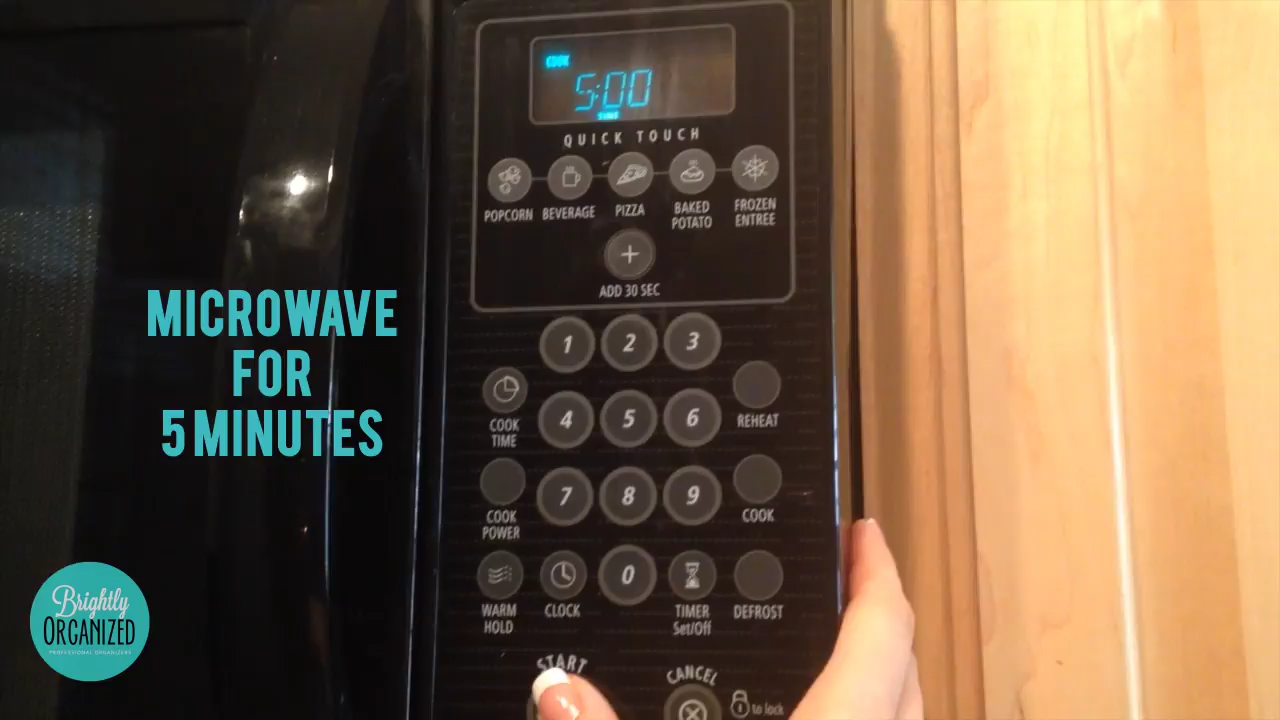 COOK
5:00
QUICK TOUCH
POPCORN BEVERAGE PIZZA BAKED POTATO FROZEN ENTREE
+
ADD 30 SEC
MICROWAVE
FOR
5 MINUTES
1 2 3
COOK TIME 4 5 6 REHEAT
COOK POWER 7 8 9 COOK
WARM HOLD CLOCK 0 TIMER Set/Off DEFROST
START CANCEL to lock
Brightly
ORGANIZED
PROFESSIONAL ORGANIZERS